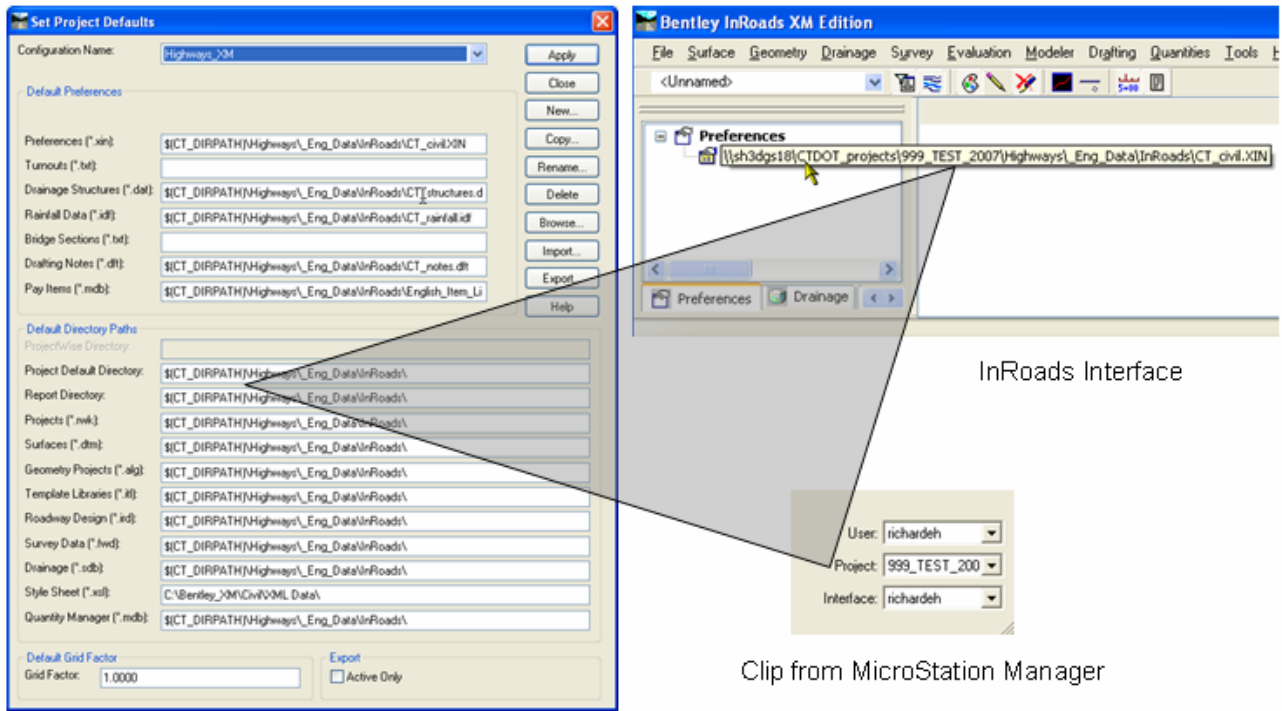 Set Project Defaults
Configuration Name: Highways_XM
Apply
Close
New...
Copy...
Rename...
Delete
Browse...
Import...
Export...
Help
Default Preferences
Preferences (*.xin): $(CT_DIRPATH)\Highways\_Eng_Data\InRoads\CT_civil.XIN
Turnouts (*.txt):
Drainage Structures (*.dat): $(CT_DIRPATH)\Highways\_Eng_Data\InRoads\CT_structures.d
Rainfall Data (*.idf): $(CT_DIRPATH)\Highways\_Eng_Data\InRoads\CT_rainfall.idf
Bridge Sections (*.txt):
Drafting Notes (*.dft): $(CT_DIRPATH)\Highways\_Eng_Data\InRoads\CT_notes.dft
Pay Items (*.mdb): $(CT_DIRPATH)\Highways\_Eng_Data\InRoads\English_Item_Li
Default Directory Paths
ProjectWise Directory:
Project Default Directory: $(CT_DIRPATH)\Highways\_Eng_Data\InRoads\
Report Directory: $(CT_DIRPATH)\Highways\_Eng_Data\InRoads\
Projects (*.rwk): $(CT_DIRPATH)\Highways\_Eng_Data\InRoads\
Surfaces (*.dtm): $(CT_DIRPATH)\Highways\_Eng_Data\InRoads\
Geometry Projects (*.alg): $(CT_DIRPATH)\Highways\_Eng_Data\InRoads\
Template Libraries (*.itl): $(CT_DIRPATH)\Highways\_Eng_Data\InRoads\
Roadway Design (*.ird): $(CT_DIRPATH)\Highways\_Eng_Data\InRoads\
Survey Data (*.fwd): $(CT_DIRPATH)\Highways\_Eng_Data\InRoads\
Drainage (*.sdb): $(CT_DIRPATH)\Highways\_Eng_Data\InRoads\
Style Sheet (*.xsl): C:\Bentley_XM\Civil\XML Data\
Quantity Manager (*.mdb): $(CT_DIRPATH)\Highways\_Eng_Data\InRoads\
Default Grid Factor
Grid Factor: 1.0000
Export
Active Only
Bentley InRoads XM Edition
File Surface Geometry Drainage Survey Evaluation Modeler Drafting Quantities Tools H
<Unnamed>
5+00
Preferences
\\sh3dgs18\CTDOT_projects\999_TEST_2007\Highways\_Eng_Data\InRoads\CT_civil.XIN
Preferences Drainage
InRoads Interface
User: richardeh
Project: 999_TEST_200
Interface: richardeh
Clip from MicroStation Manager